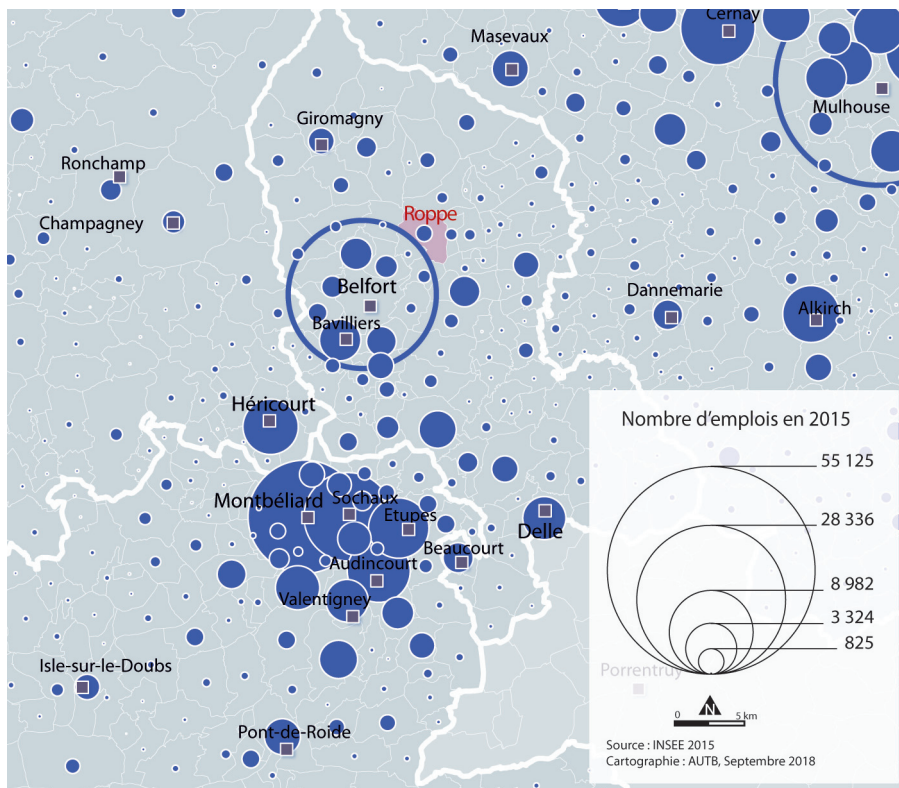 Cernay
Masevaux
Mulhouse
Giromagny
Ronchamp
Champagney
Roppe
Belfort
Dannemarie
Altkirch
Bavilliers
Héricourt
Montbéliard
Sochaux
Etupes
Delle
Beaucourt
Audincourt
Valentigney
Isle-sur-le-Doubs
Pont-de-Roide
Nombre d'emplois en 2015
55 125
28 336
8 982
3 324
825
Porrentruy
N
0 5 km
Source : INSEE 2015
Cartographie : AUTB, Septembre 2018